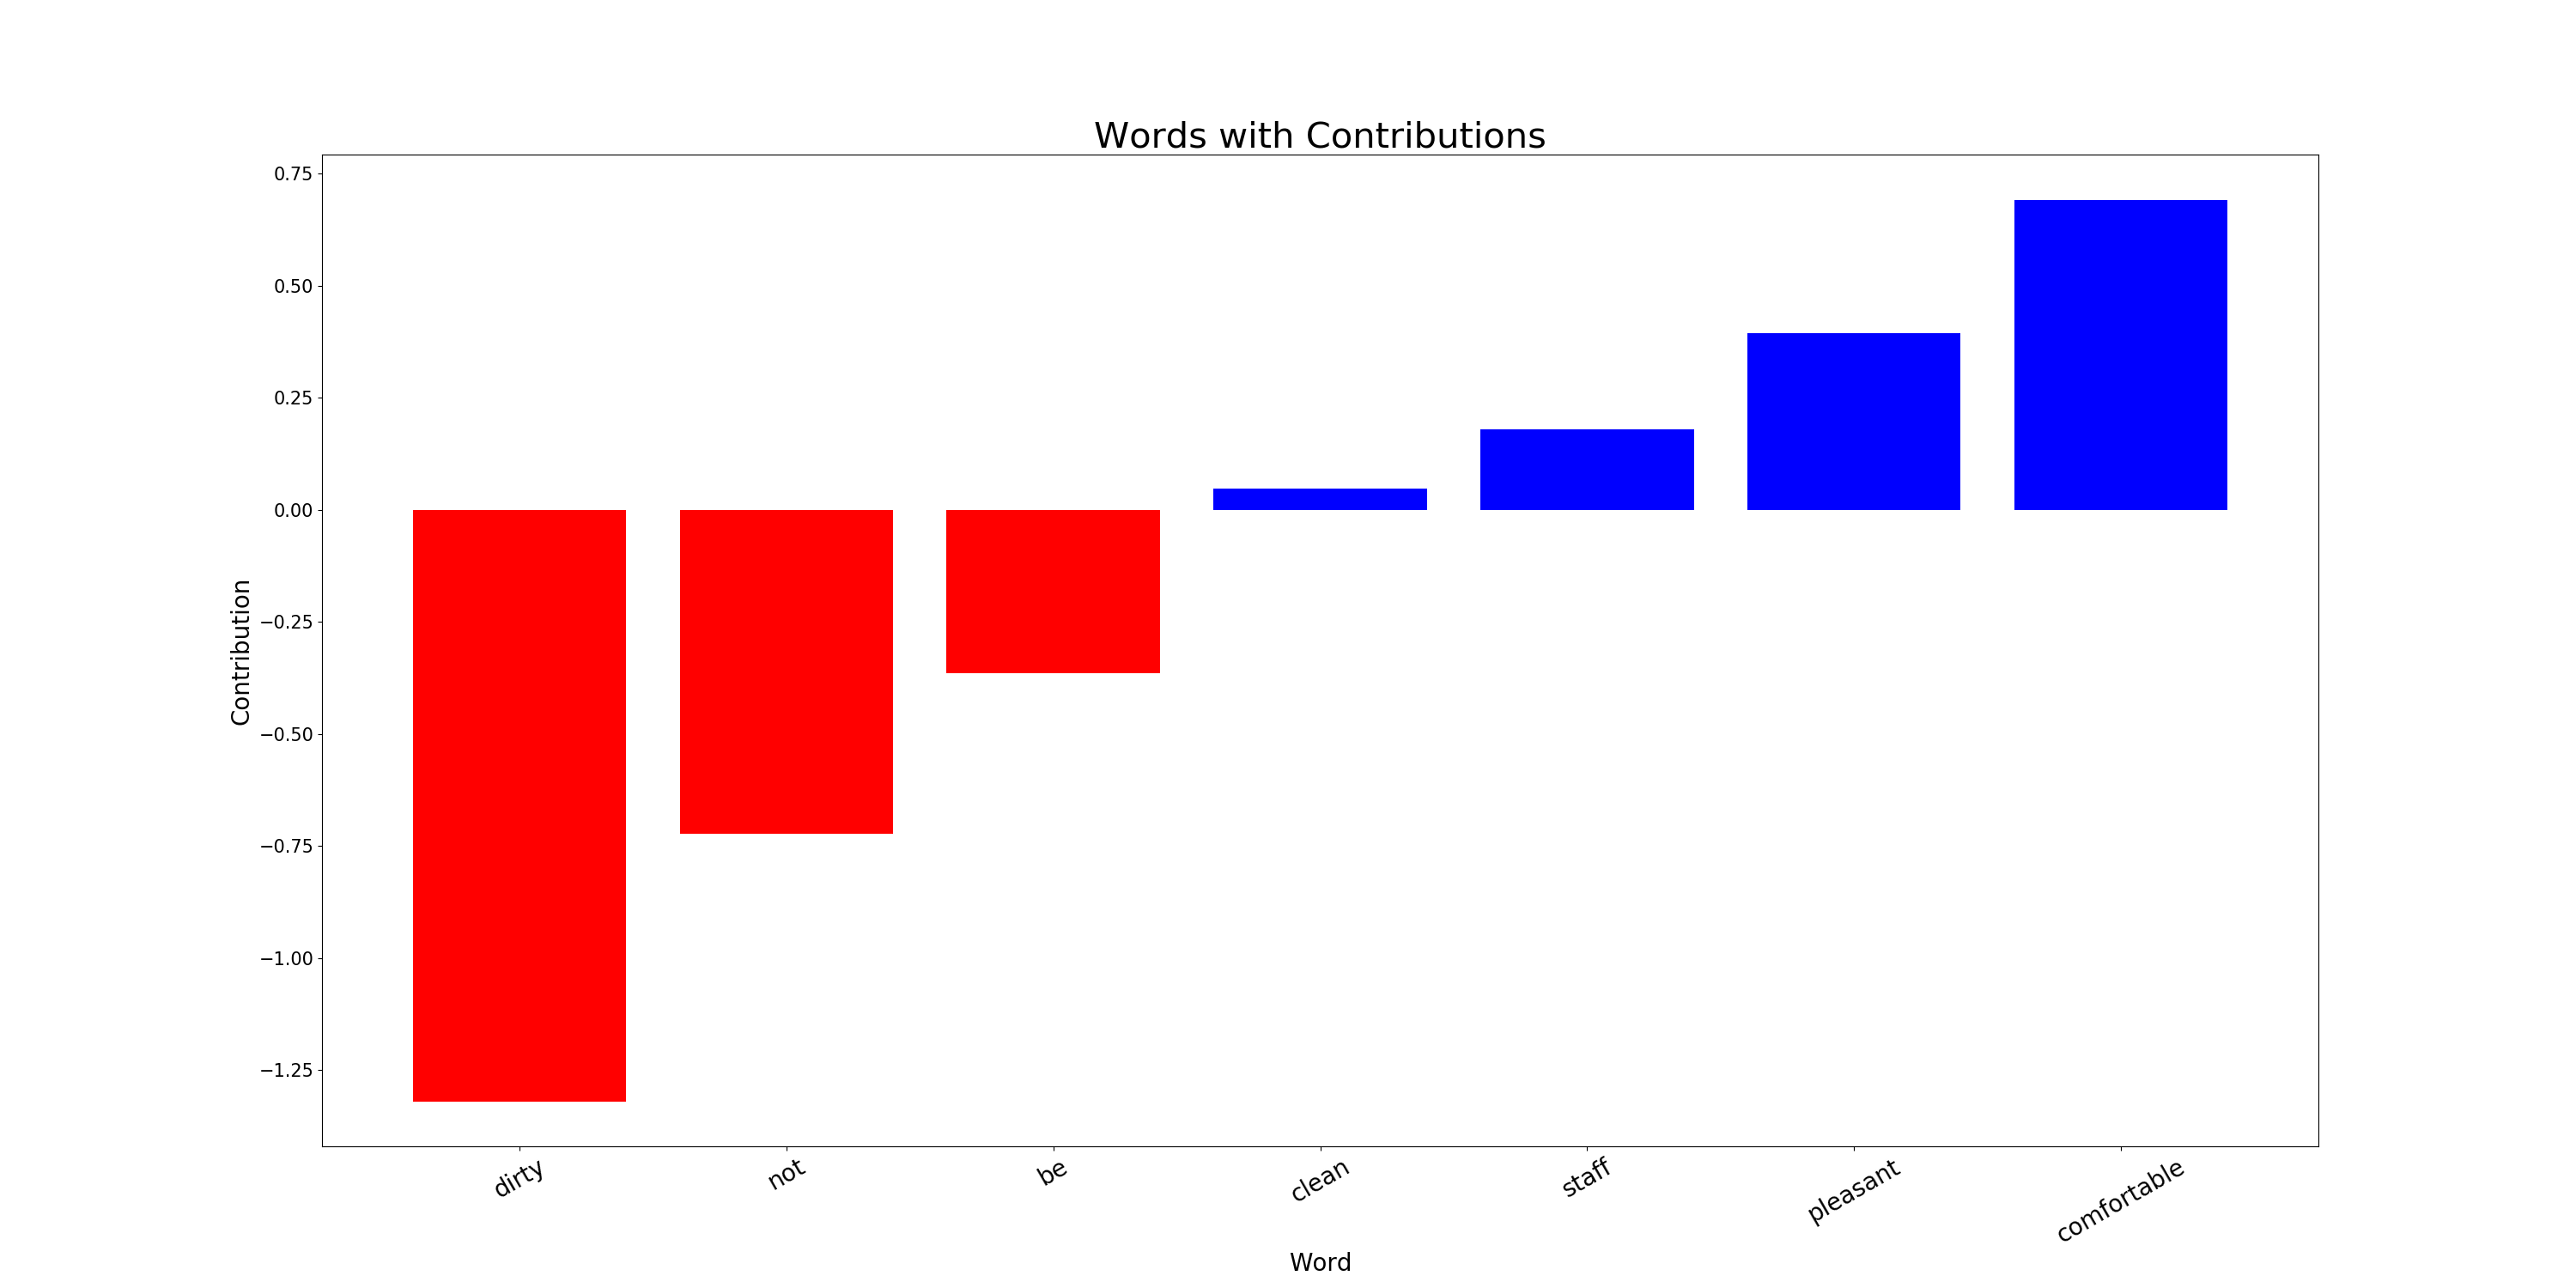 Words with Contributions
0.75
0.50
0.25
0.00
−0.25
−0.50
−0.75
−1.00
−1.25
Contribution
dirty
not
be
clean
staff
pleasant
comfortable
Word